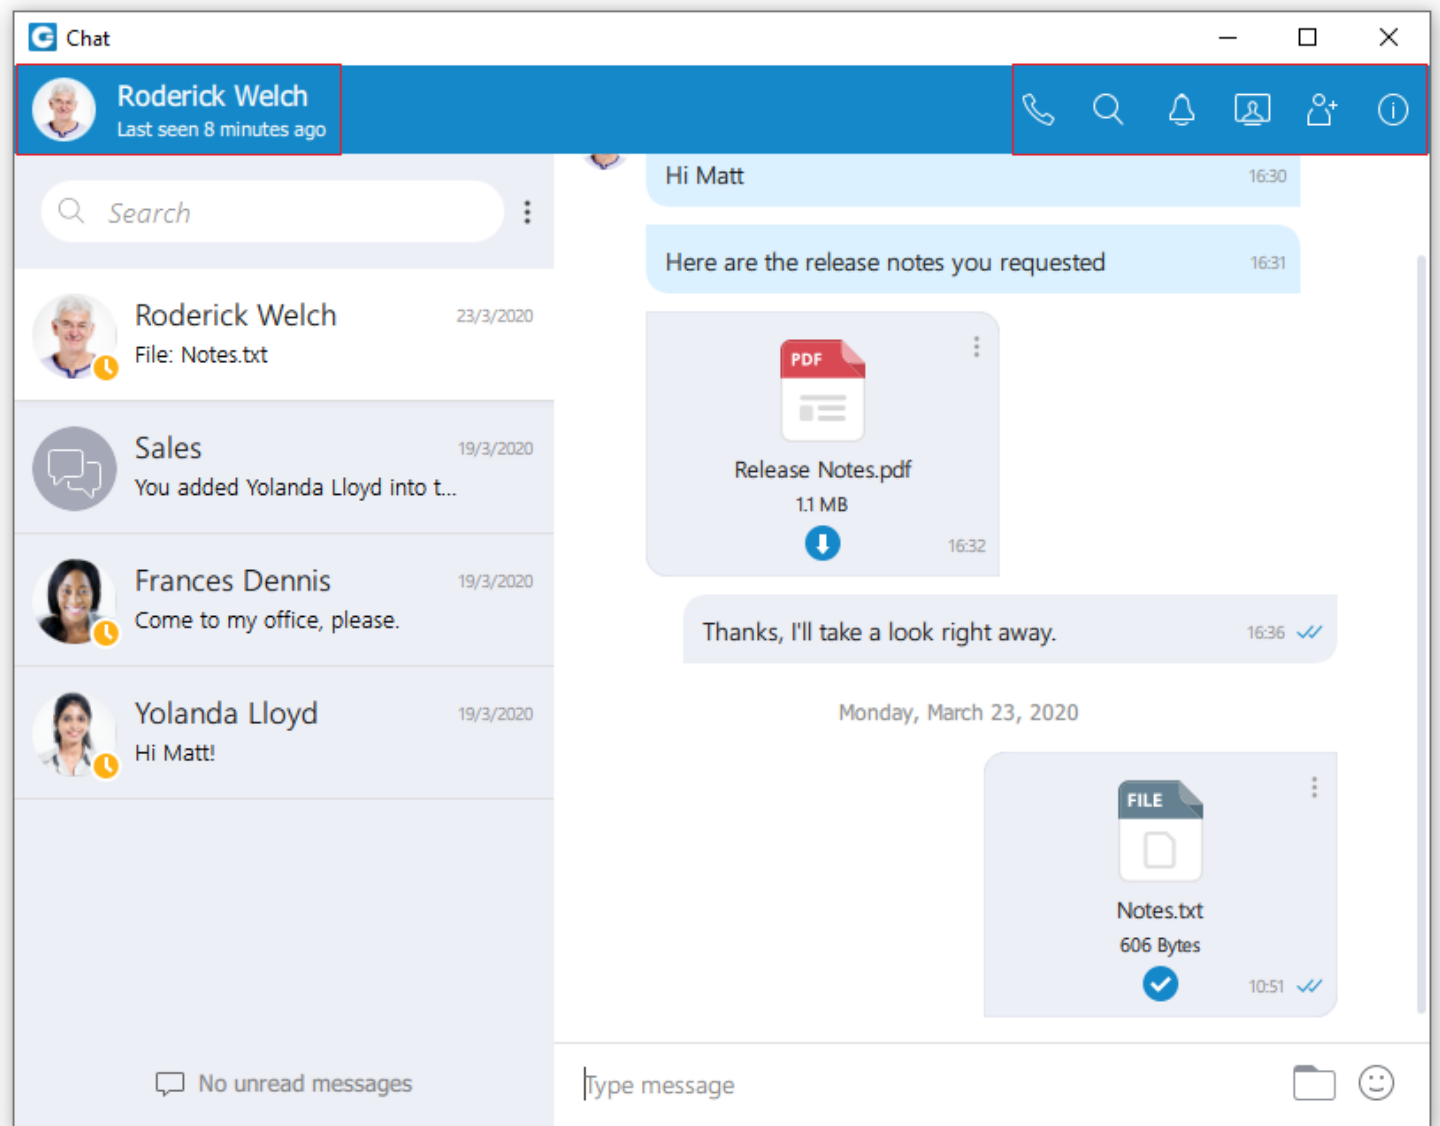 Chat
Roderick Welch
Last seen 8 minutes ago
Search
Roderick Welch 23/3/2020
File: Notes.txt
Sales 19/3/2020
You added Yolanda Lloyd into t...
Frances Dennis 19/3/2020
Come to my office, please.
Yolanda Lloyd 19/3/2020
Hi Matt!
No unread messages
Hi Matt 16:30
Here are the release notes you requested 16:31
PDF
Release Notes.pdf
1.1 MB
16:32
Thanks, I'll take a look right away. 16:36
Monday, March 23, 2020
FILE
Notes.txt
606 Bytes
10:51
Type message